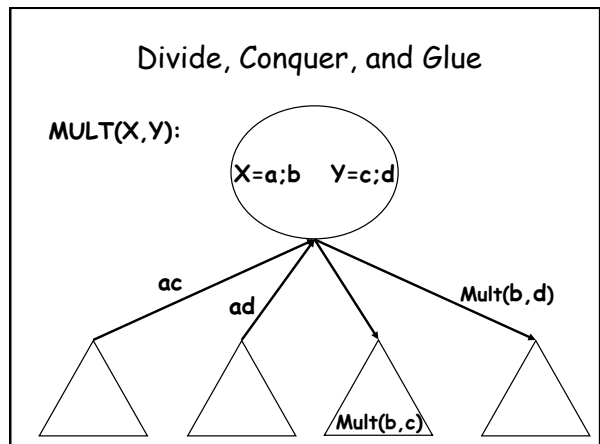 Divide, Conquer, and Glue
MULT(X,Y):
X=a;b Y=c;d
ac
ad
Mult(b,d)
Mult(b,c)